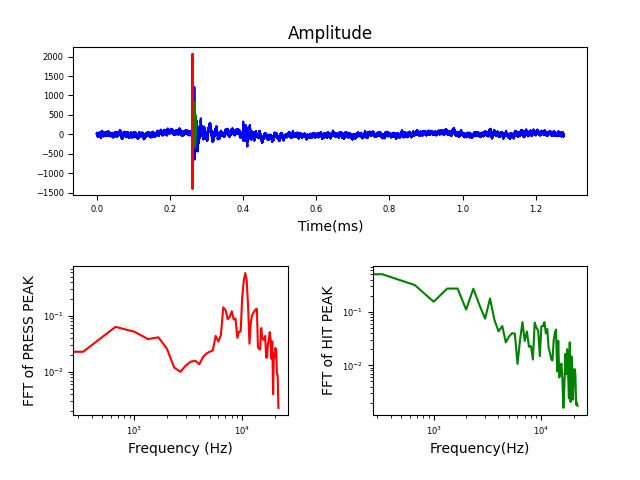 Amplitude
2000
1500
1000
500
0
−500
−1000
−1500
0.0 0.2 0.4 0.6 0.8 1.0 1.2
Time(ms)
FFT of PRESS PEAK
10⁻¹
10⁻²
10³ 10⁴
Frequency (Hz)
FFT of HIT PEAK
10⁻¹
10⁻²
10³ 10⁴
Frequency(Hz)